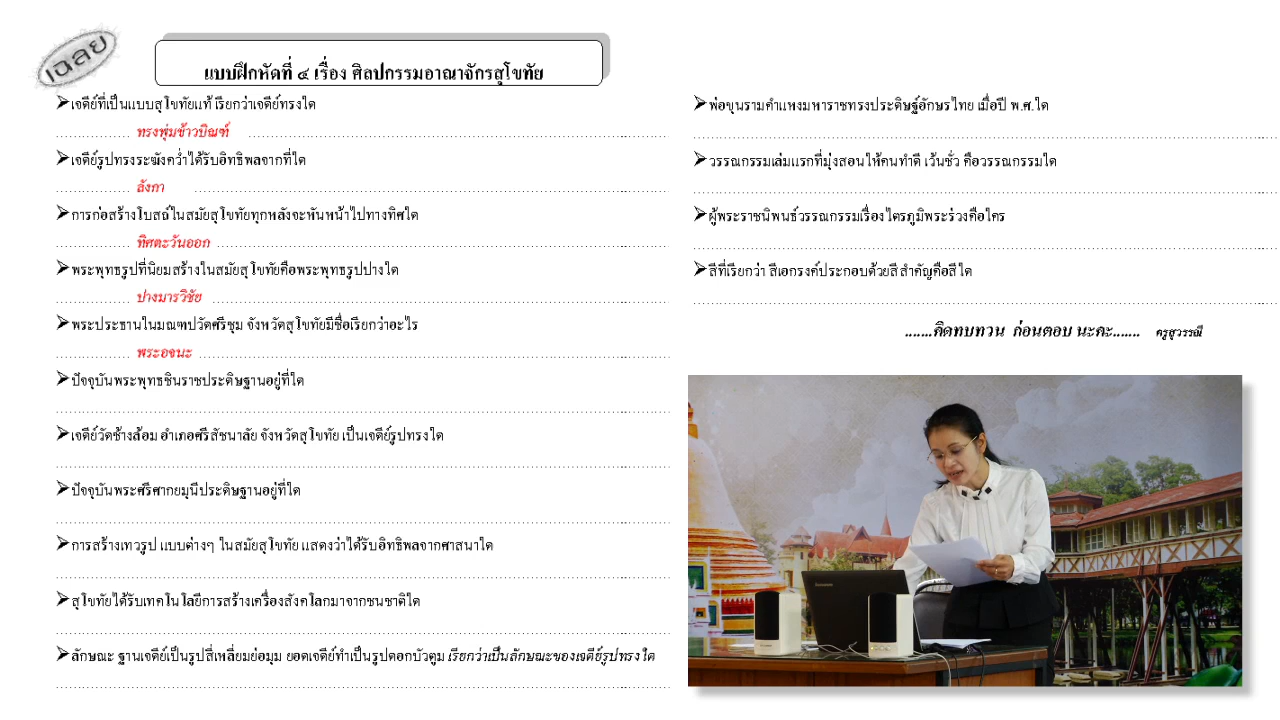 เฉลย
แบบฝึกหัดที่ ๔ เรื่อง ศิลปกรรมอาณาจักรสุโขทัย
➢เจดีย์ที่เป็นแบบสุโขทัยแท้ เรียกว่าเจดีย์ทรงใด
ทรงพุ่มข้าวบิณฑ์
➢เจดีย์รูปทรงระฆังคว่ำได้รับอิทธิพลจากที่ใด
ลังกา
➢การก่อสร้างโบสถ์ในสมัยสุโขทัยทุกหลังจะหันหน้าไปทางทิศใด
ทิศตะวันออก
➢พระพุทธรูปที่นิยมสร้างในสมัยสุโขทัยคือพระพุทธรูปปางใด
ปางมารวิชัย
➢พระประธานในมณฑปวัดศรีชุม จังหวัดสุโขทัยมีชื่อเรียกว่าอะไร
พระอจนะ
➢ปัจจุบันพระพุทธชินราชประดิษฐานอยู่ที่ใด
➢เจดีย์วัดช้างล้อม อำเภอศรีสัชนาลัย จังหวัดสุโขทัย เป็นเจดีย์รูปทรงใด
➢ปัจจุบันพระศรีศากยมุนีประดิษฐานอยู่ที่ใด
➢การสร้างเทวรูป แบบต่างๆ ในสมัยสุโขทัย แสดงว่าได้รับอิทธิพลจากศาสนาใด
➢สุโขทัยได้รับเทคโนโลยีการสร้างเครื่องสังคโลกมาจากชนชาติใด
➢ลักษณะ ฐานเจดีย์เป็นรูปสี่เหลี่ยมย่อมุม ยอดเจดีย์ทำเป็นรูปดอกบัวตูม เรียกว่าเป็นลักษณะของเจดีย์รูปทรงใด
➢พ่อขุนรามคำแหงมหาราชทรงประดิษฐ์อักษรไทย เมื่อปี พ.ศ.ใด
➢วรรณกรรมเล่มแรกที่มุ่งสอนให้คนทำดี เว้นชั่ว คือวรรณกรรมใด
➢ผู้พระราชนิพนธ์วรรณกรรมเรื่องไตรภูมิพระร่วงคือใคร
➢สีที่เรียกว่า สีเอกรงค์ประกอบด้วยสีสำคัญคือสีใด
.......คิดทบทวน ก่อนตอบ นะคะ....... ครูสุวรรณี